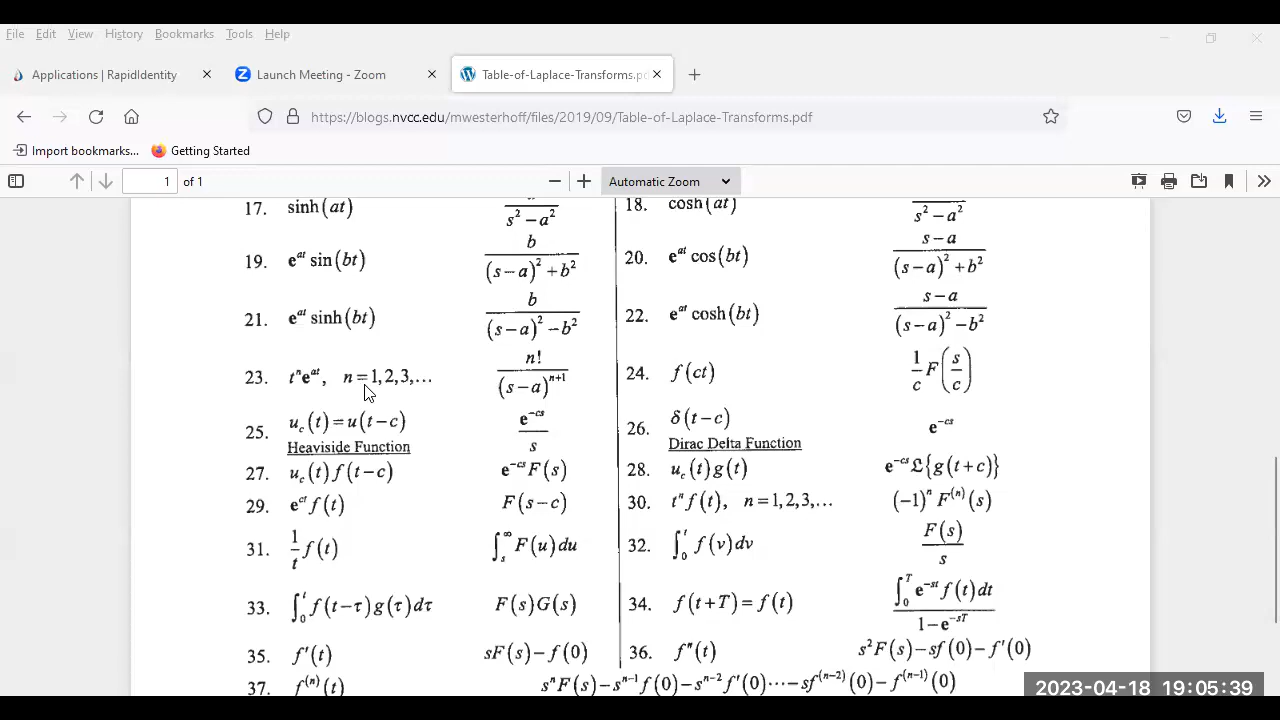 File Edit View History Bookmarks Tools Help
Applications | RapidIdentity × Launch Meeting - Zoom × Table-of-Laplace-Transforms.pd × +
https://blogs.nvcc.edu/mwesterhoff/files/2019/09/Table-of-Laplace-Transforms.pdf
Import bookmarks... Getting Started
1 of 1 − + Automatic Zoom
17. sinh(at) / (s² − a²) 18. cosh(at) / (s² − a²)
19. e^{at} sin(bt) b / ((s−a)² + b²) 20. e^{at} cos(bt) (s−a) / ((s−a)² + b²)
21. e^{at} sinh(bt) b / ((s−a)² − b²) 22. e^{at} cosh(bt) (s−a) / ((s−a)² − b²)
23. tⁿe^{at}, n=1,2,3,… n! / (s−a)^{n+1} 24. f(ct) 1/c F(s/c)
25. u_c(t)=u(t−c) e^{−cs} / s 26. δ(t−c) e^{−cs}
Heaviside Function Dirac Delta Function
27. u_c(t)f(t−c) e^{−cs}F(s) 28. u_c(t)g(t) e^{−cs}𝔏{g(t+c)}
29. e^{ct}f(t) F(s−c) 30. tⁿf(t), n=1,2,3,… (−1)ⁿF^{(n)}(s)
31. 1/t f(t) ∫_s^∞ F(u)du 32. ∫_0^t f(v)dv F(s) / s
33. ∫_0^t f(t−τ)g(τ)dτ F(s)G(s) 34. f(t+T)=f(t) ∫_0^T e^{−st}f(t)dt / (1−e^{−sT})
35. f′(t) sF(s)−f(0) 36. f″(t) s²F(s)−sf(0)−f′(0)
37. f^{(n)}(t) sⁿF(s)−s^{n−1}f(0)−s^{n−2}f′(0)⋯−sf^{(n−2)}(0)−f^{(n−1)}(0)
2023-04-18 19:05:39